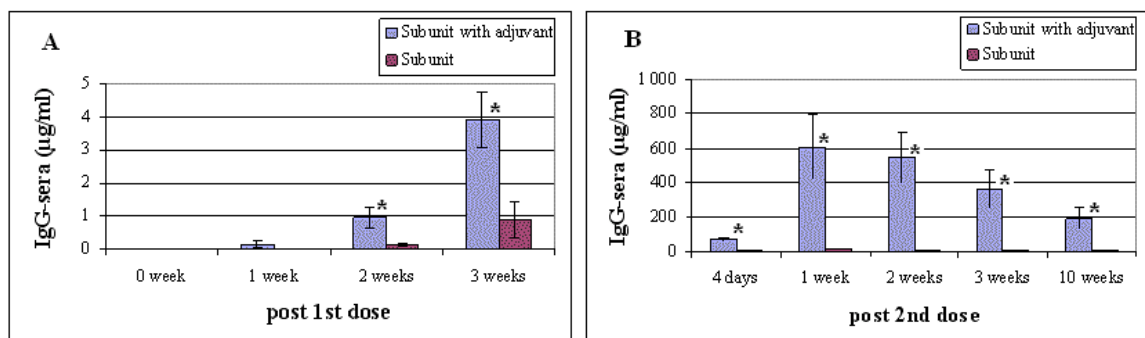 A
Subunit with adjuvant
Subunit
IgG-sera (µg/ml)
5
4
3
2
1
0
*
*
0 week
1 week
2 weeks
3 weeks
post 1st dose
B
Subunit with adjuvant
Subunit
IgG-sera (µg/ml)
1 000
800
600
400
200
0
*
*
*
*
*
4 days
1 week
2 weeks
3 weeks
10 weeks
post 2nd dose